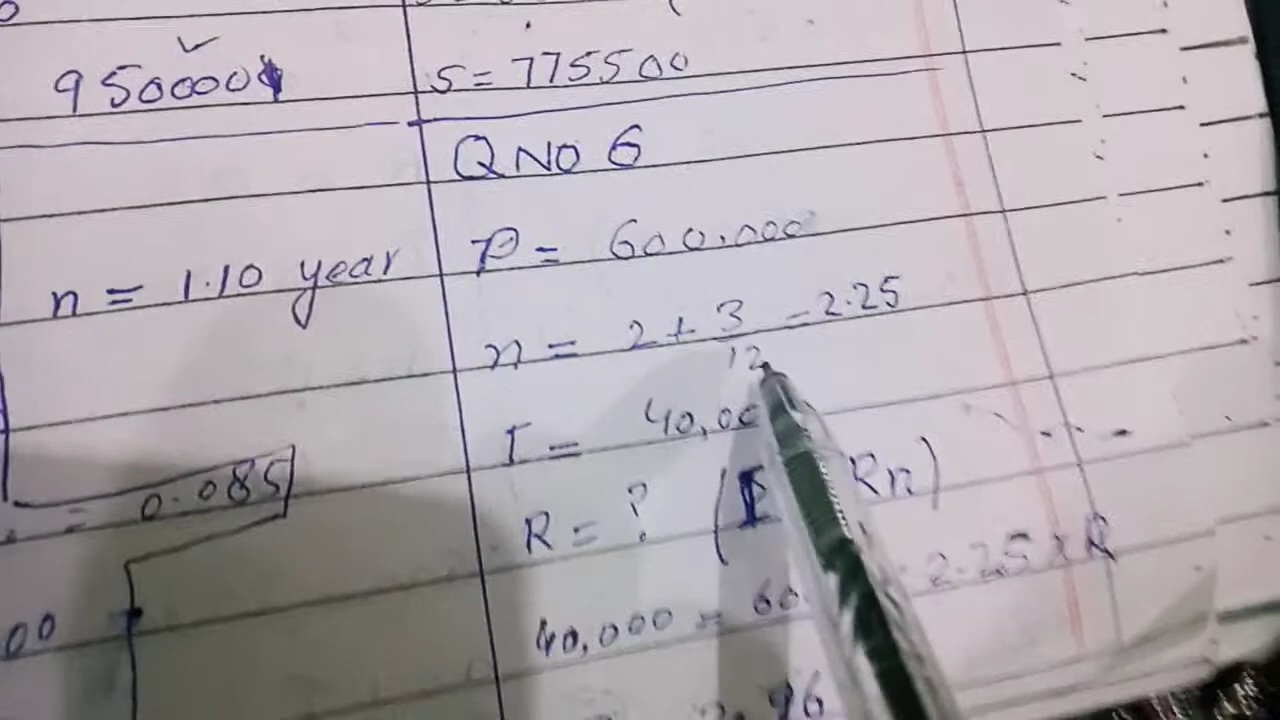 950000
n = 1.10 year
= 0.085
00
S = 775500
Q NO 6
P = 600.000
n = 2 + 3/12 = 2.25
I = 40,00
R = ? (I Rn)
40,000 = 60 2.25 x R
96